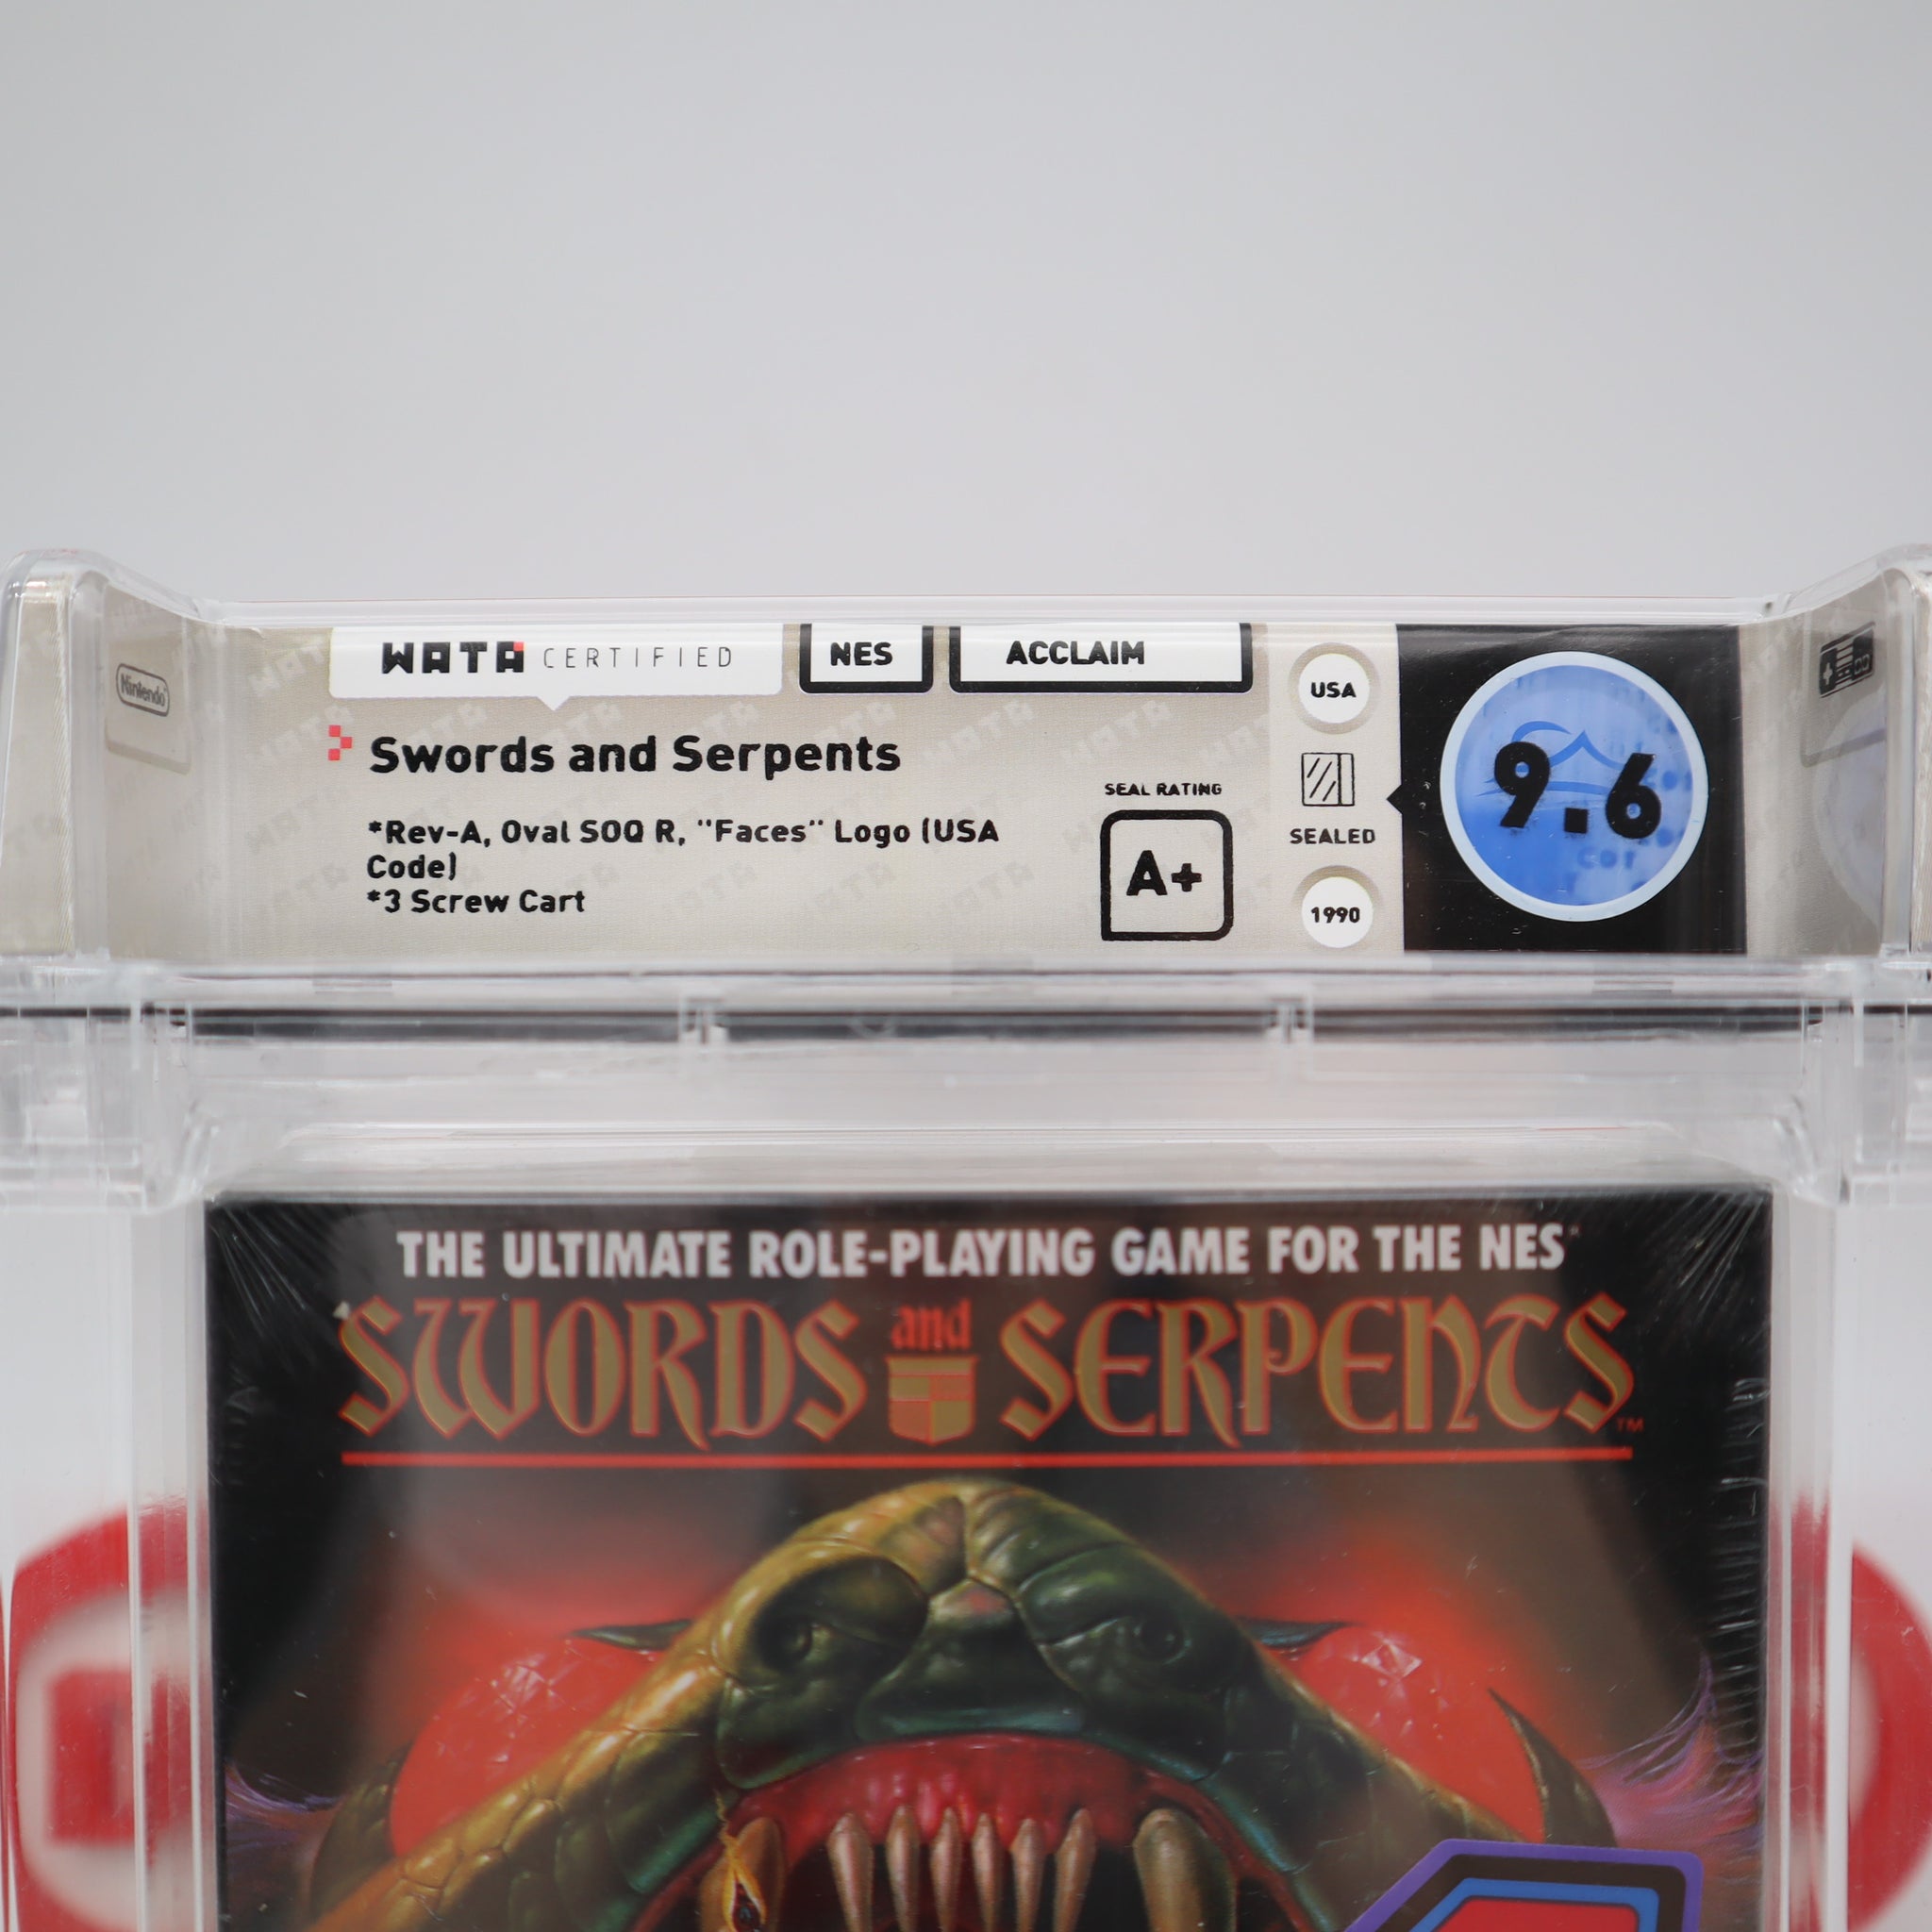 WATA CERTIFIED
NES
ACCLAIM
Nintendo
Swords and Serpents
*Rev-A, Oval SOQ R, "Faces" Logo (USA
Code)
*3 Screw Cart
SEAL RATING
A+
USA
SEALED
1990
9.6
THE ULTIMATE ROLE-PLAYING GAME FOR THE NES
SWORDS and SERPENTS™